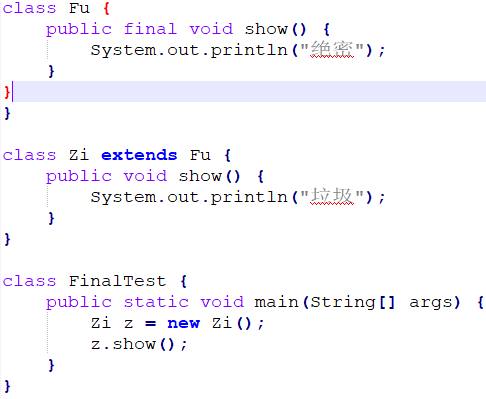 class Fu {
    public final void show() {
        System.out.println("绝密");
    }
}
}

class Zi extends Fu {
    public void show() {
        System.out.println("垃圾");
    }
}

class FinalTest {
    public static void main(String[] args) {
        Zi z = new Zi();
        z.show();
    }
}